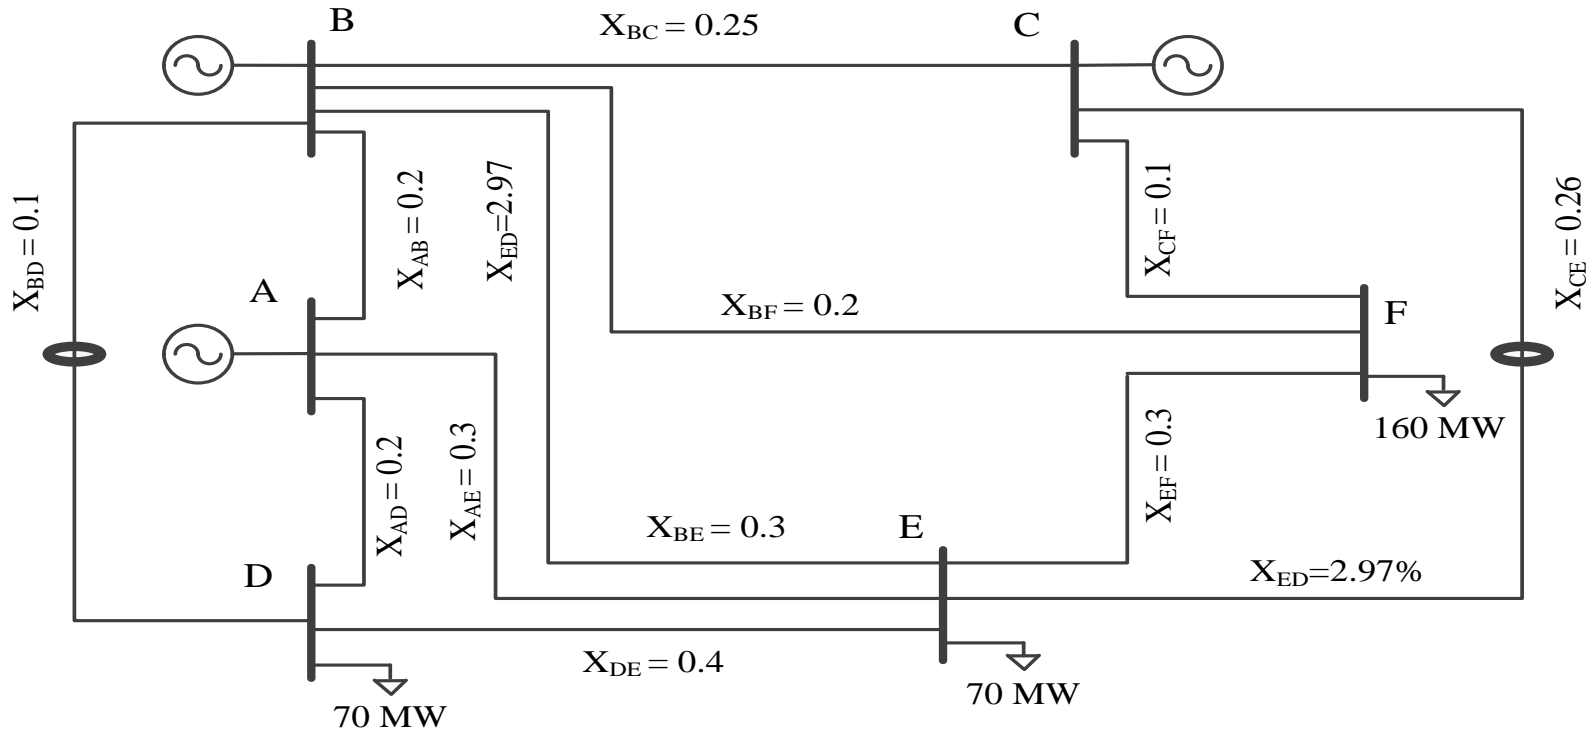 B
X_BC = 0.25
C
X_BD = 0.1
X_AB = 0.2
X_ED=2.97
X_CF = 0.1
X_CE = 0.26
A
X_BF = 0.2
F
160 MW
X_AD = 0.2
X_AE = 0.3
X_EF = 0.3
X_BE = 0.3
E
D
X_ED=2.97%
X_DE = 0.4
70 MW
70 MW